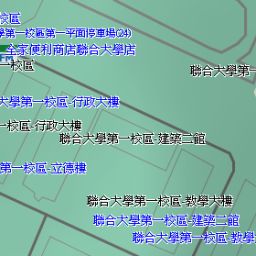 校區
學第一校區第一平面停車場(24)
全家便利商店聯合大學店
一校區
聯合大學第一
大學第一校區-行政大樓
一校區-行政大樓
聯合大學第一校區-建築二館
第一校區-立德樓
聯合大學第一校區-教學大樓
聯合大學第一校區-建築二館
聯合大學第一校區-教學